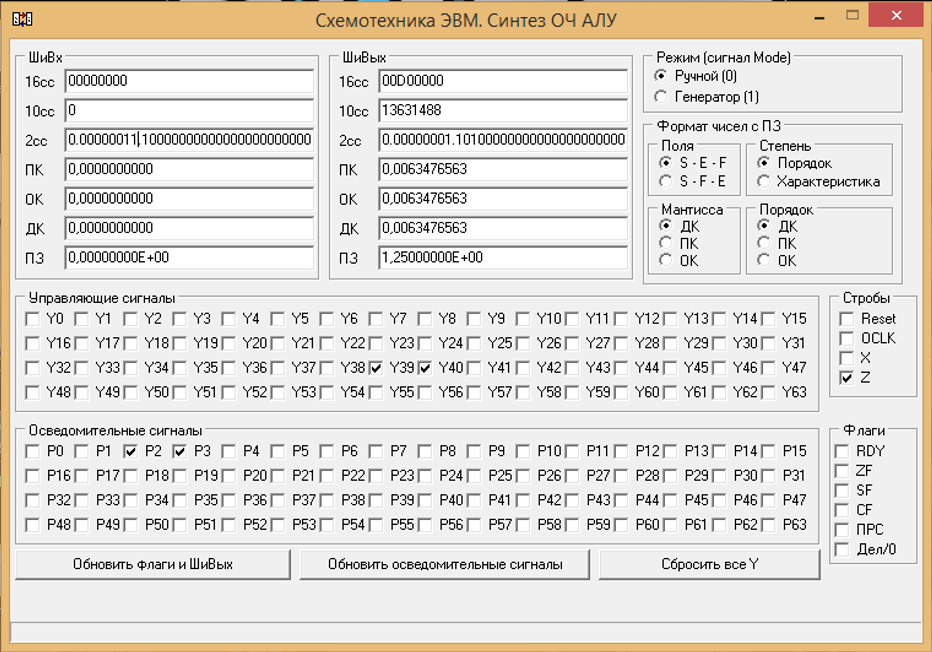 Схемотехника ЭВМ. Синтез ОЧ АЛУ
ШиВх
16cc 00000000
10cc 0
2cc 0.00000011.10000000000000000000000
ПК 0,0000000000
ОК 0,0000000000
ДК 0,0000000000
ПЗ 0,00000000E+00
ШиВых
16cc 00D00000
10cc 13631488
2cc 0.00000001.10100000000000000000000
ПК 0,0063476563
ОК 0,0063476563
ДК 0,0063476563
ПЗ 1,25000000E+00
Режим (сигнал Mode)
Ручной (0)
Генератор (1)
Формат чисел с ПЗ
Поля
S - E - F
S - F - E
Степень
Порядок
Характеристика
Мантисса
ДК
ПК
ОК
Порядок
ДК
ПК
ОК
Управляющие сигналы
Y0 Y1 Y2 Y3 Y4 Y5 Y6 Y7 Y8 Y9 Y10 Y11 Y12 Y13 Y14 Y15
Y16 Y17 Y18 Y19 Y20 Y21 Y22 Y23 Y24 Y25 Y26 Y27 Y28 Y29 Y30 Y31
Y32 Y33 Y34 Y35 Y36 Y37 Y38 Y39 Y40 Y41 Y42 Y43 Y44 Y45 Y46 Y47
Y48 Y49 Y50 Y51 Y52 Y53 Y54 Y55 Y56 Y57 Y58 Y59 Y60 Y61 Y62 Y63
Стробы
Reset
OCLK
X
Z
Осведомительные сигналы
P0 P1 P2 P3 P4 P5 P6 P7 P8 P9 P10 P11 P12 P13 P14 P15
P16 P17 P18 P19 P20 P21 P22 P23 P24 P25 P26 P27 P28 P29 P30 P31
P32 P33 P34 P35 P36 P37 P38 P39 P40 P41 P42 P43 P44 P45 P46 P47
P48 P49 P50 P51 P52 P53 P54 P55 P56 P57 P58 P59 P60 P61 P62 P63
Флаги
RDY
ZF
SF
CF
ПРС
Дел/0
Обновить флаги и ШиВых
Обновить осведомительные сигналы
Сбросить все Y